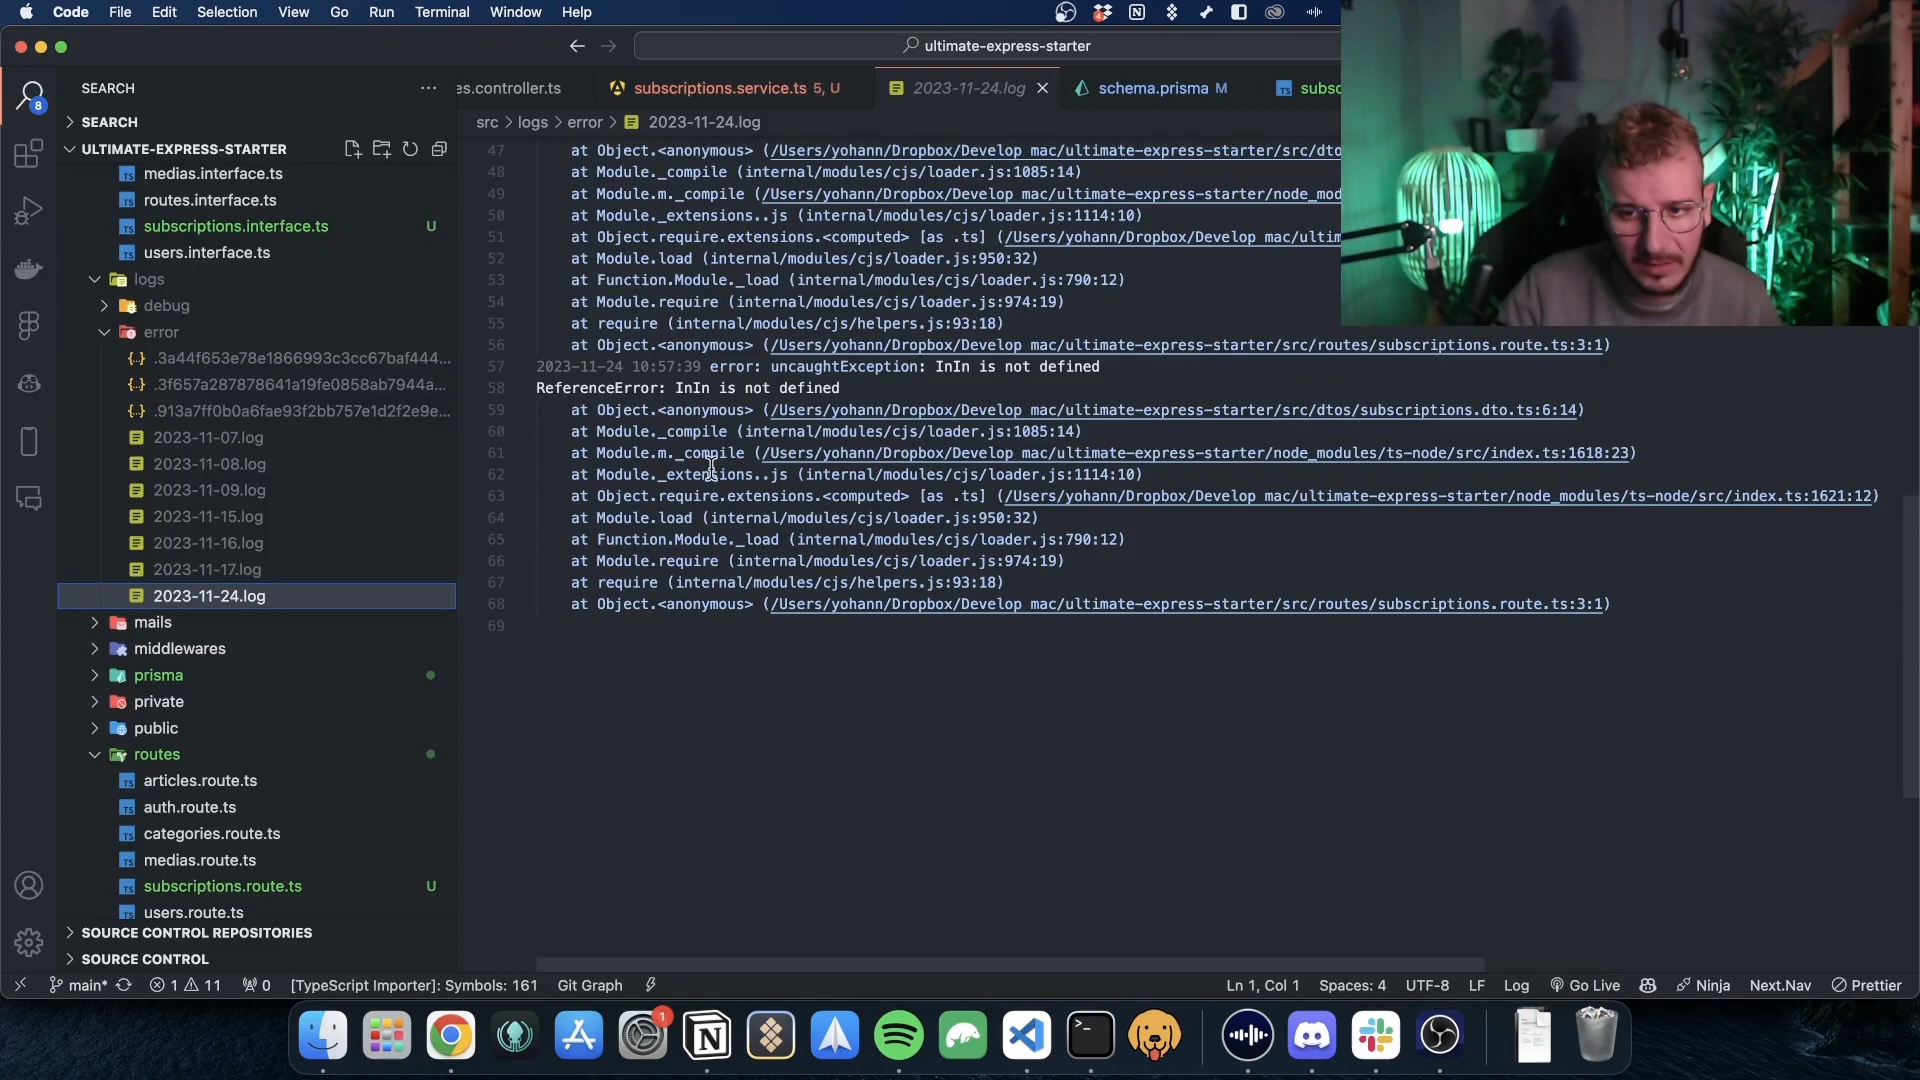 Code File Edit Selection View Go Run Terminal Window Help
4
ultimate-express-starter
SEARCH
es.controller.ts
subscriptions.service.ts 5, U
2023-11-24.log
schema.prisma M
subsc
SEARCH
src > logs > error > 2023-11-24.log
8
ULTIMATE-EXPRESS-STARTER
medias.interface.ts
routes.interface.ts
subscriptions.interface.ts U
users.interface.ts
logs
debug
error
.3a44f653e78e1866993c3cc67baf444...
.3f657a287878641a19fe0858ab7944a...
.913a7ff0b0a6fae93f2bb757e1d2f2e9e...
2023-11-07.log
2023-11-08.log
2023-11-09.log
2023-11-15.log
2023-11-16.log
2023-11-17.log
2023-11-24.log
mails
middlewares
prisma
private
public
routes
articles.route.ts
auth.route.ts
categories.route.ts
medias.route.ts
subscriptions.route.ts U
users.route.ts
SOURCE CONTROL REPOSITORIES
SOURCE CONTROL
47 at Object.<anonymous> (/Users/yohann/Dropbox/Develop mac/ultimate-express-starter/src/dto
48 at Module._compile (internal/modules/cjs/loader.js:1085:14)
49 at Module.m._compile (/Users/yohann/Dropbox/Develop mac/ultimate-express-starter/node_mod
50 at Module._extensions..js (internal/modules/cjs/loader.js:1114:10)
51 at Object.require.extensions.<computed> [as .ts] (/Users/yohann/Dropbox/Develop mac/ultim
52 at Module.load (internal/modules/cjs/loader.js:950:32)
53 at Function.Module._load (internal/modules/cjs/loader.js:790:12)
54 at Module.require (internal/modules/cjs/loader.js:974:19)
55 at require (internal/modules/cjs/helpers.js:93:18)
56 at Object.<anonymous> (/Users/yohann/Dropbox/Develop mac/ultimate-express-starter/src/routes/subscriptions.route.ts:3:1)
57 2023-11-24 10:57:39 error: uncaughtException: InIn is not defined
58 ReferenceError: InIn is not defined
59 at Object.<anonymous> (/Users/yohann/Dropbox/Develop mac/ultimate-express-starter/src/dtos/subscriptions.dto.ts:6:14)
60 at Module._compile (internal/modules/cjs/loader.js:1085:14)
61 at Module.m._compile (/Users/yohann/Dropbox/Develop mac/ultimate-express-starter/node_modules/ts-node/src/index.ts:1618:23)
62 at Module._extensions..js (internal/modules/cjs/loader.js:1114:10)
63 at Object.require.extensions.<computed> [as .ts] (/Users/yohann/Dropbox/Develop mac/ultimate-express-starter/node_modules/ts-node/src/index.ts:1621:12)
64 at Module.load (internal/modules/cjs/loader.js:950:32)
65 at Function.Module._load (internal/modules/cjs/loader.js:790:12)
66 at Module.require (internal/modules/cjs/loader.js:974:19)
67 at require (internal/modules/cjs/helpers.js:93:18)
68 at Object.<anonymous> (/Users/yohann/Dropbox/Develop mac/ultimate-express-starter/src/routes/subscriptions.route.ts:3:1)
69
main* 1 11 0 [TypeScript Importer]: Symbols: 161 Git Graph Ln 1, Col 1 Spaces: 4 UTF-8 LF Log Go Live Ninja Next.Nav Prettier
1